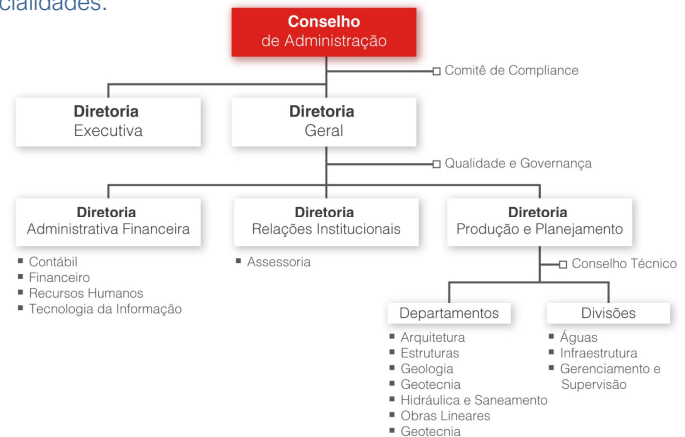 cialidades.
Conselho
de Administração
Comitê de Compliance
Diretoria
Executiva
Diretoria
Geral
Qualidade e Governança
Diretoria
Administrativa Financeira
Diretoria
Relações Institucionais
Diretoria
Produção e Planejamento
Contábil
Financeiro
Recursos Humanos
Tecnologia da Informação
Assessoria
Conselho Técnico
Departamentos
Divisões
Arquitetura
Estruturas
Geologia
Geotecnia
Hidráulica e Saneamento
Obras Lineares
Geotecnia
Águas
Infraestrutura
Gerenciamento e
Supervisão